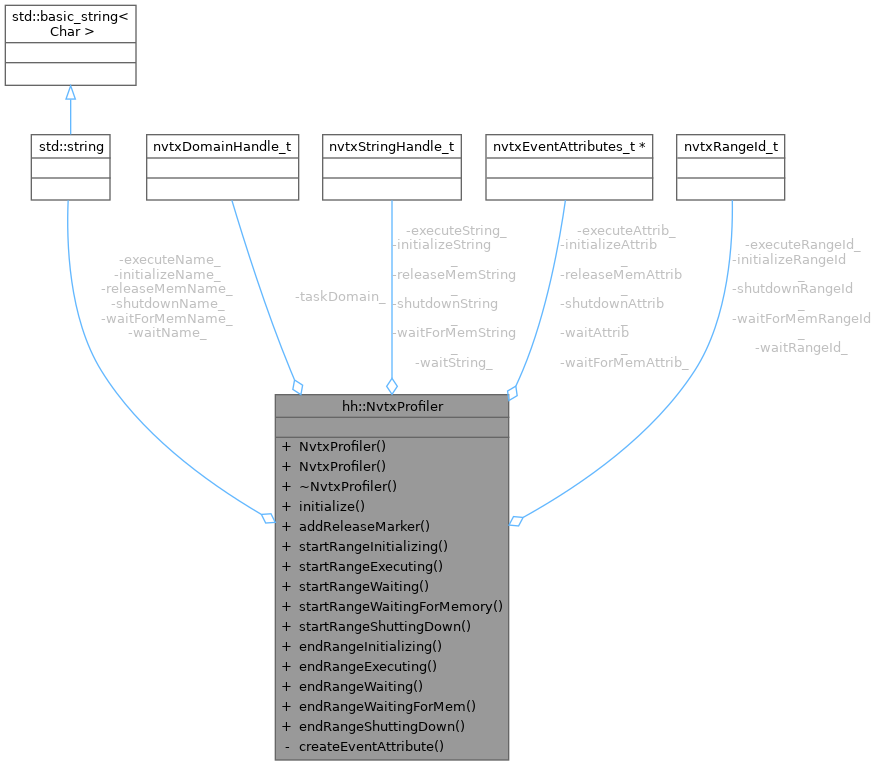 std::basic_string<
Char >
std::string
nvtxDomainHandle_t
nvtxStringHandle_t
nvtxEventAttributes_t *
nvtxRangeId_t
-executeName_
-initializeName_
-releaseMemName_
-shutdownName_
-waitForMemName_
-waitName_
-taskDomain_
-executeString_
-initializeString
_
-releaseMemString
_
-shutdownString
_
-waitForMemString
_
-waitString_
-executeAttrib_
-initializeAttrib
_
-releaseMemAttrib
_
-shutdownAttrib
_
-waitAttrib
_
-waitForMemAttrib_
-executeRangeId_
-initializeRangeId
_
-shutdownRangeId
_
-waitForMemRangeId
_
-waitRangeId_
hh::NvtxProfiler
+ NvtxProfiler()
+ NvtxProfiler()
+ ~NvtxProfiler()
+ initialize()
+ addReleaseMarker()
+ startRangeInitializing()
+ startRangeExecuting()
+ startRangeWaiting()
+ startRangeWaitingForMemory()
+ startRangeShuttingDown()
+ endRangeInitializing()
+ endRangeExecuting()
+ endRangeWaiting()
+ endRangeWaitingForMem()
+ endRangeShuttingDown()
- createEventAttribute()